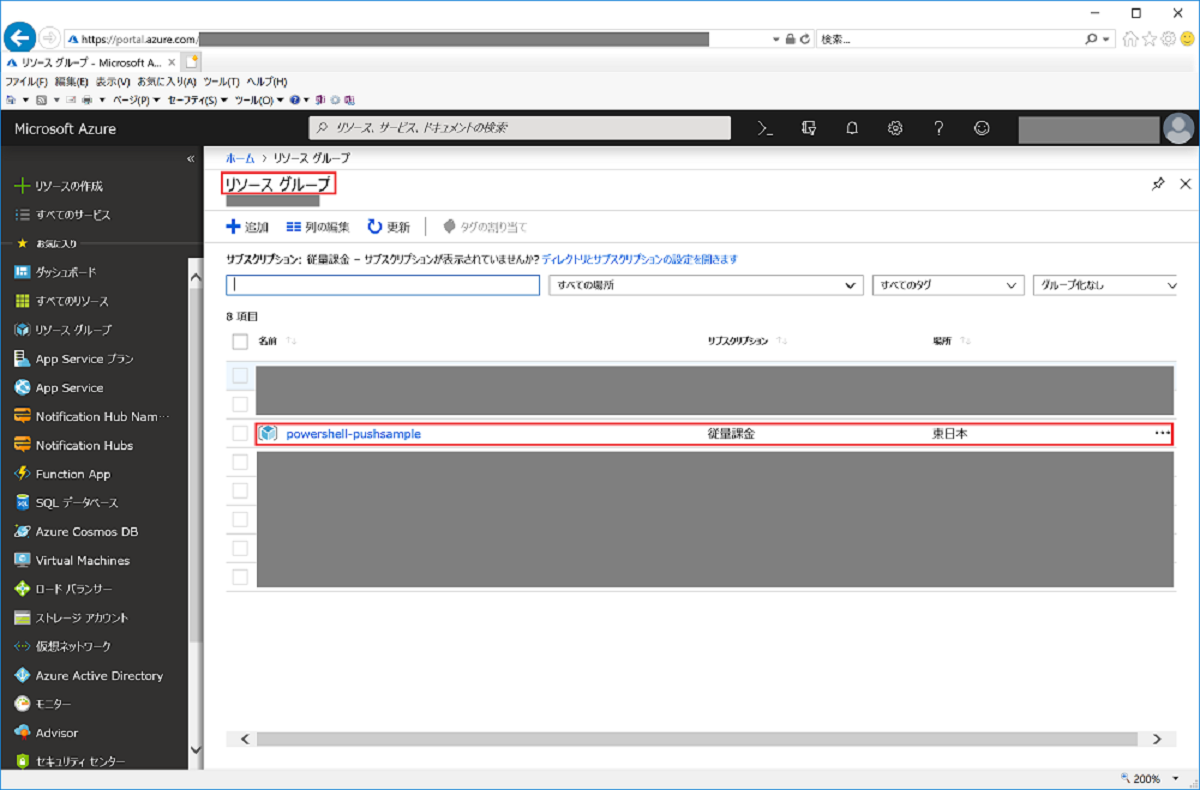 https://portal.azure.com/
検索...
リソース グループ - Microsoft A...
ファイル(F) 編集(E) 表示(V) お気に入り(A) ツール(T) ヘルプ(H)
ページ(P) セーフティ(S) ツール(O)
Microsoft Azure
リソース、サービス、ドキュメントの検索
ホーム > リソース グループ
リソース グループ
追加 列の編集 更新 タグの割り当て
サブスクリプション: 従量課金 - サブスクリプションが表示されていませんか? ディレクトリとサブスクリプションの設定を開きます
すべての場所 すべてのタグ グループ化なし
8 項目
名前 サブスクリプション 場所
powershell-pushsample 従量課金 東日本 ...
リソースの作成
すべてのサービス
お気に入り
ダッシュボード
すべてのリソース
リソース グループ
App Service プラン
App Service
Notification Hub Nam...
Notification Hubs
Function App
SQL データベース
Azure Cosmos DB
Virtual Machines
ロード バランサー
ストレージ アカウント
仮想ネットワーク
Azure Active Directory
モニター
Advisor
セキュリティ センター
200%